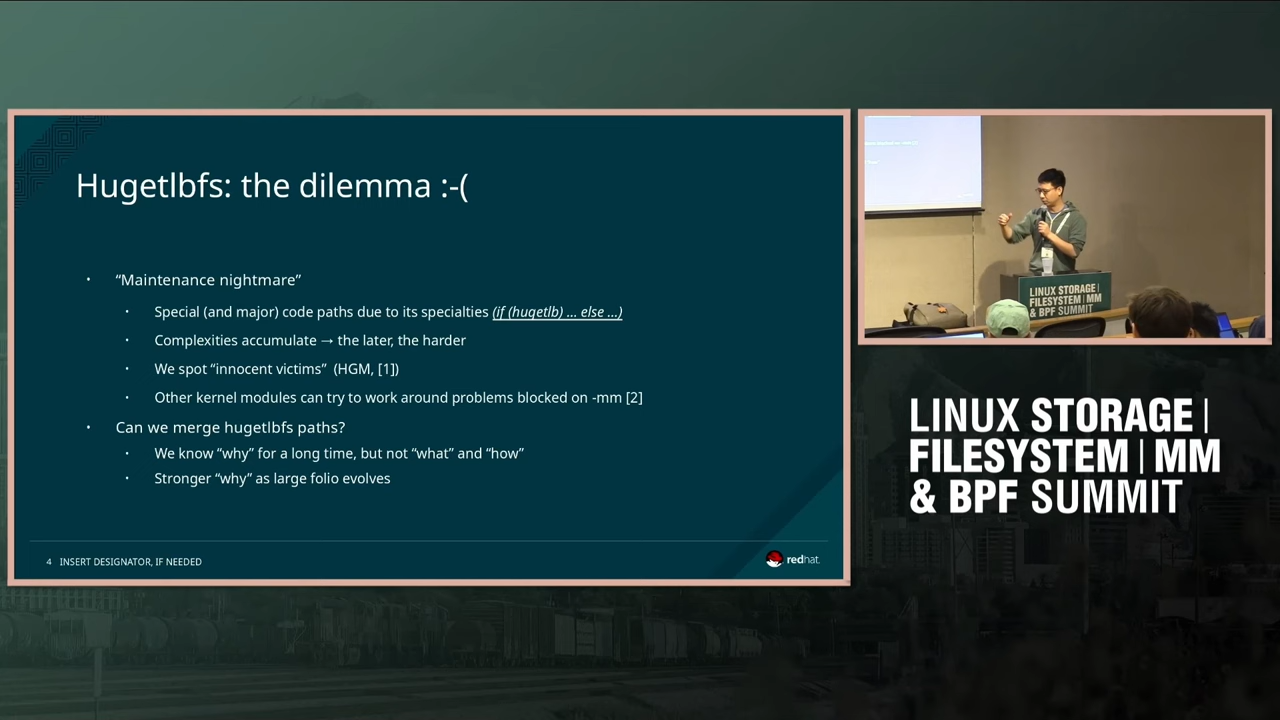 Hugetlbfs: the dilemma :-(
“Maintenance nightmare”
Special (and major) code paths due to its specialties (if (hugetlb) ... else ...)
Complexities accumulate → the later, the harder
We spot “innocent victims”  (HGM, [1])
Other kernel modules can try to work around problems blocked on -mm [2]
Can we merge hugetlbfs paths?
We know “why” for a long time, but not “what” and “how”
Stronger “why” as large folio evolves
4 INSERT DESIGNATOR, IF NEEDED
redhat.
LINUX STORAGE |
FILESYSTEM | MM
& BPF SUMMIT
LINUX STORAGE |
FILESYSTEM | MM
& BPF SUMMIT